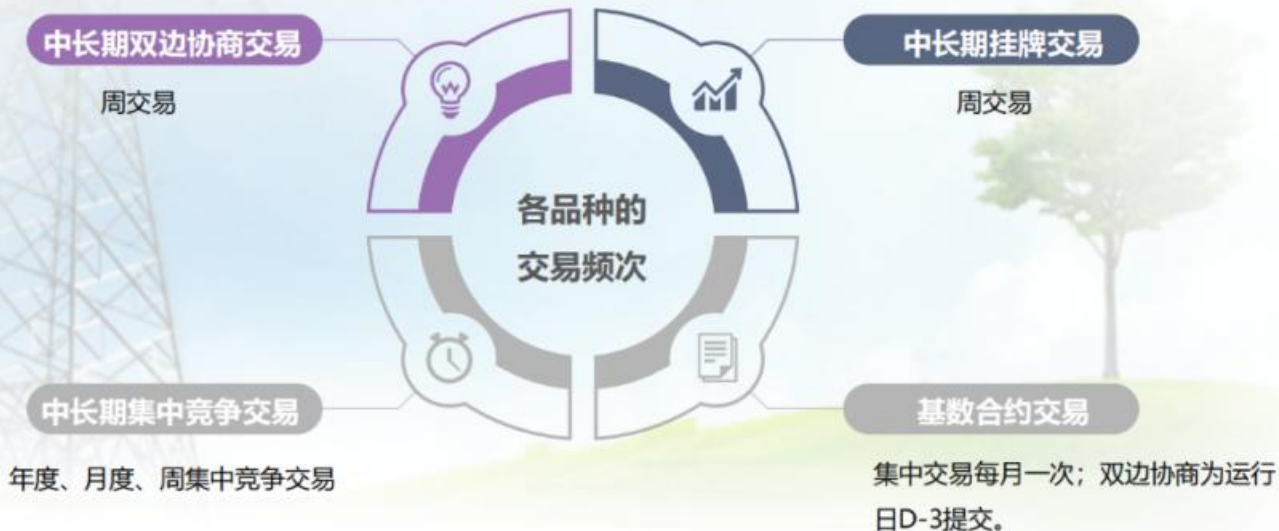 中长期双边协商交易
周交易
中长期挂牌交易
周交易
各品种的
交易频次
中长期集中竞争交易
年度、月度、周集中竞争交易
基数合约交易
集中交易每月一次；双边协商为运行
日D-3提交。